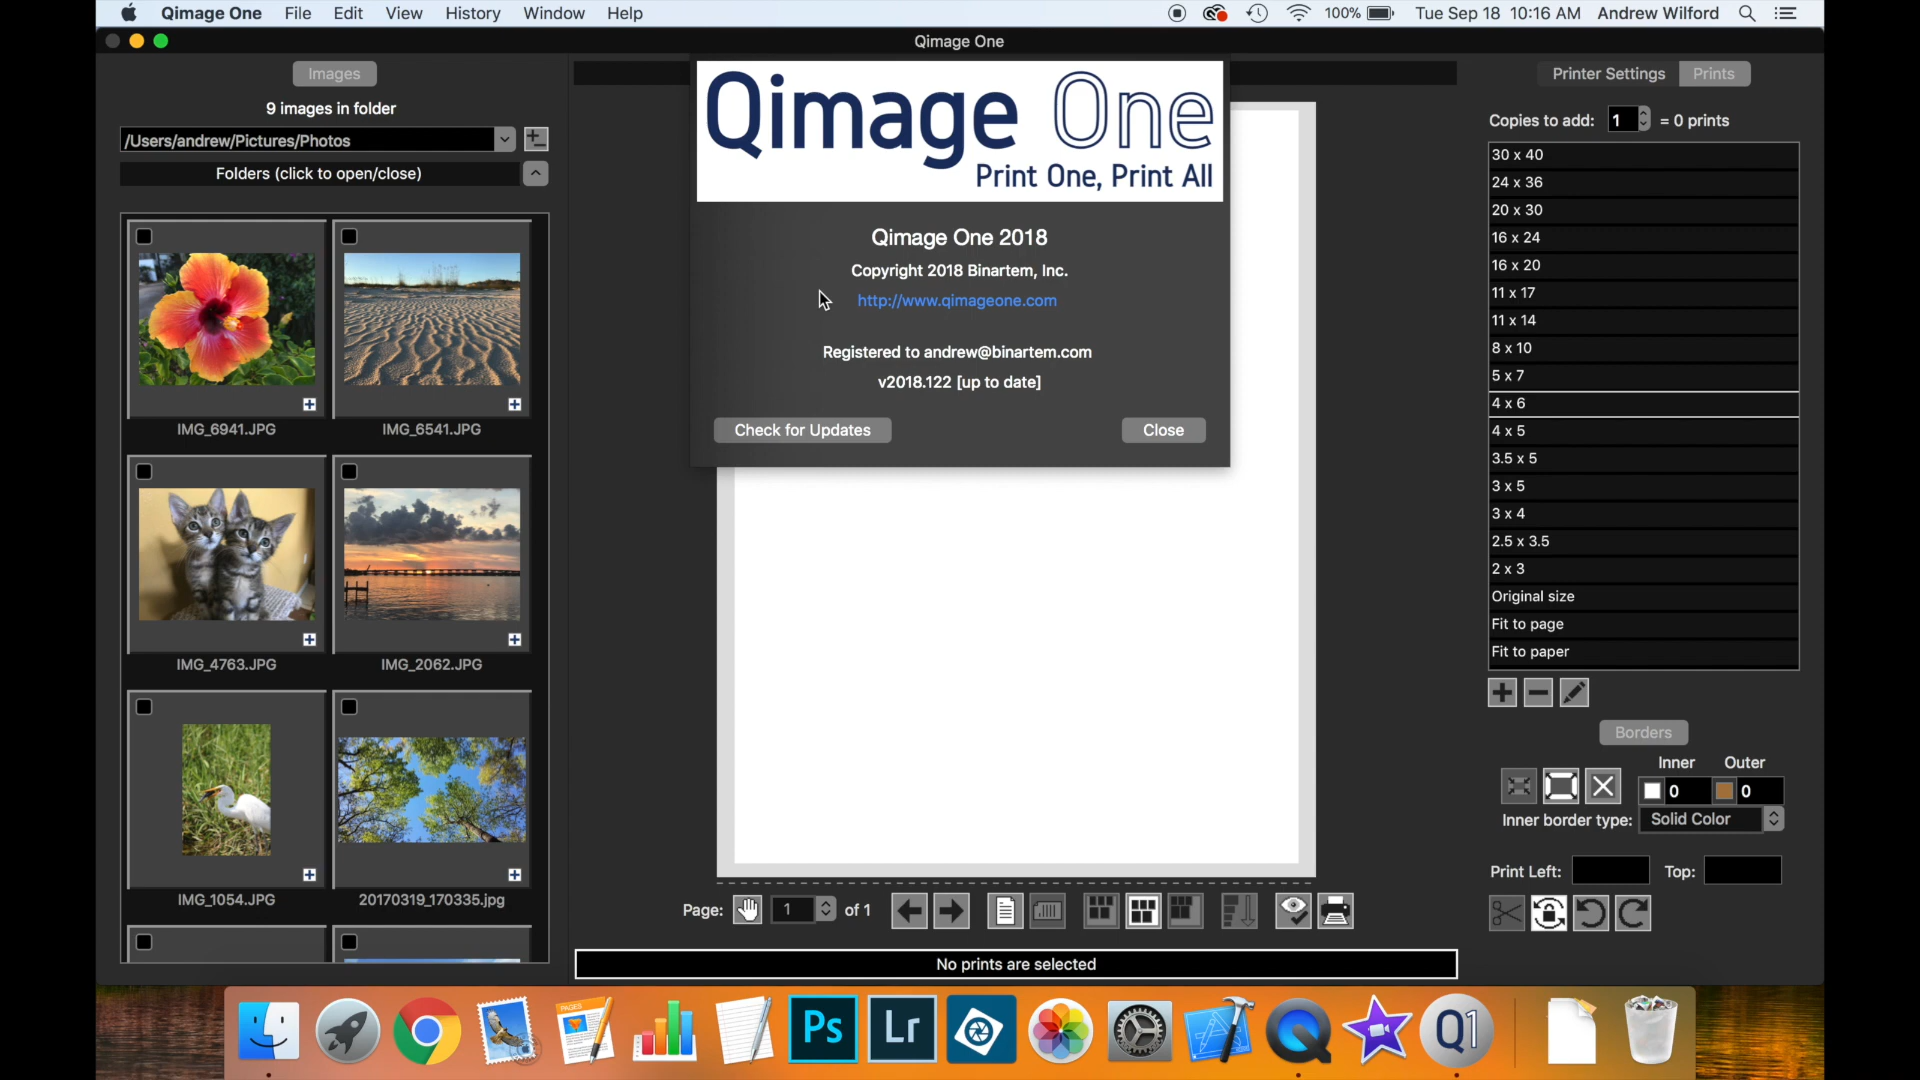 Qimage One File Edit View History Window Help
100% Tue Sep 18 10:16 AM Andrew Wilford
Qimage One
Images
9 images in folder
/Users/andrew/Pictures/Photos
Folders (click to open/close)
IMG_6941.JPG
IMG_6541.JPG
IMG_4763.JPG
IMG_2062.JPG
IMG_1054.JPG
20170319_170335.jpg
Qimage One
Print One, Print All
Qimage One 2018
Copyright 2018 Binartem, Inc.
http://www.qimageone.com
Registered to andrew@binartem.com
v2018.122 [up to date]
Check for Updates
Close
Page: 1 of 1
No prints are selected
Printer Settings Prints
Copies to add: 1 = 0 prints
30 x 40
24 x 36
20 x 30
16 x 24
16 x 20
11 x 17
11 x 14
8 x 10
5 x 7
4 x 6
4 x 5
3.5 x 5
3 x 5
3 x 4
2.5 x 3.5
2 x 3
Original size
Fit to page
Fit to paper
Borders
Inner Outer
0 0
Inner border type: Solid Color
Print Left: Top:
PAGES
Ps
Lr
Q1